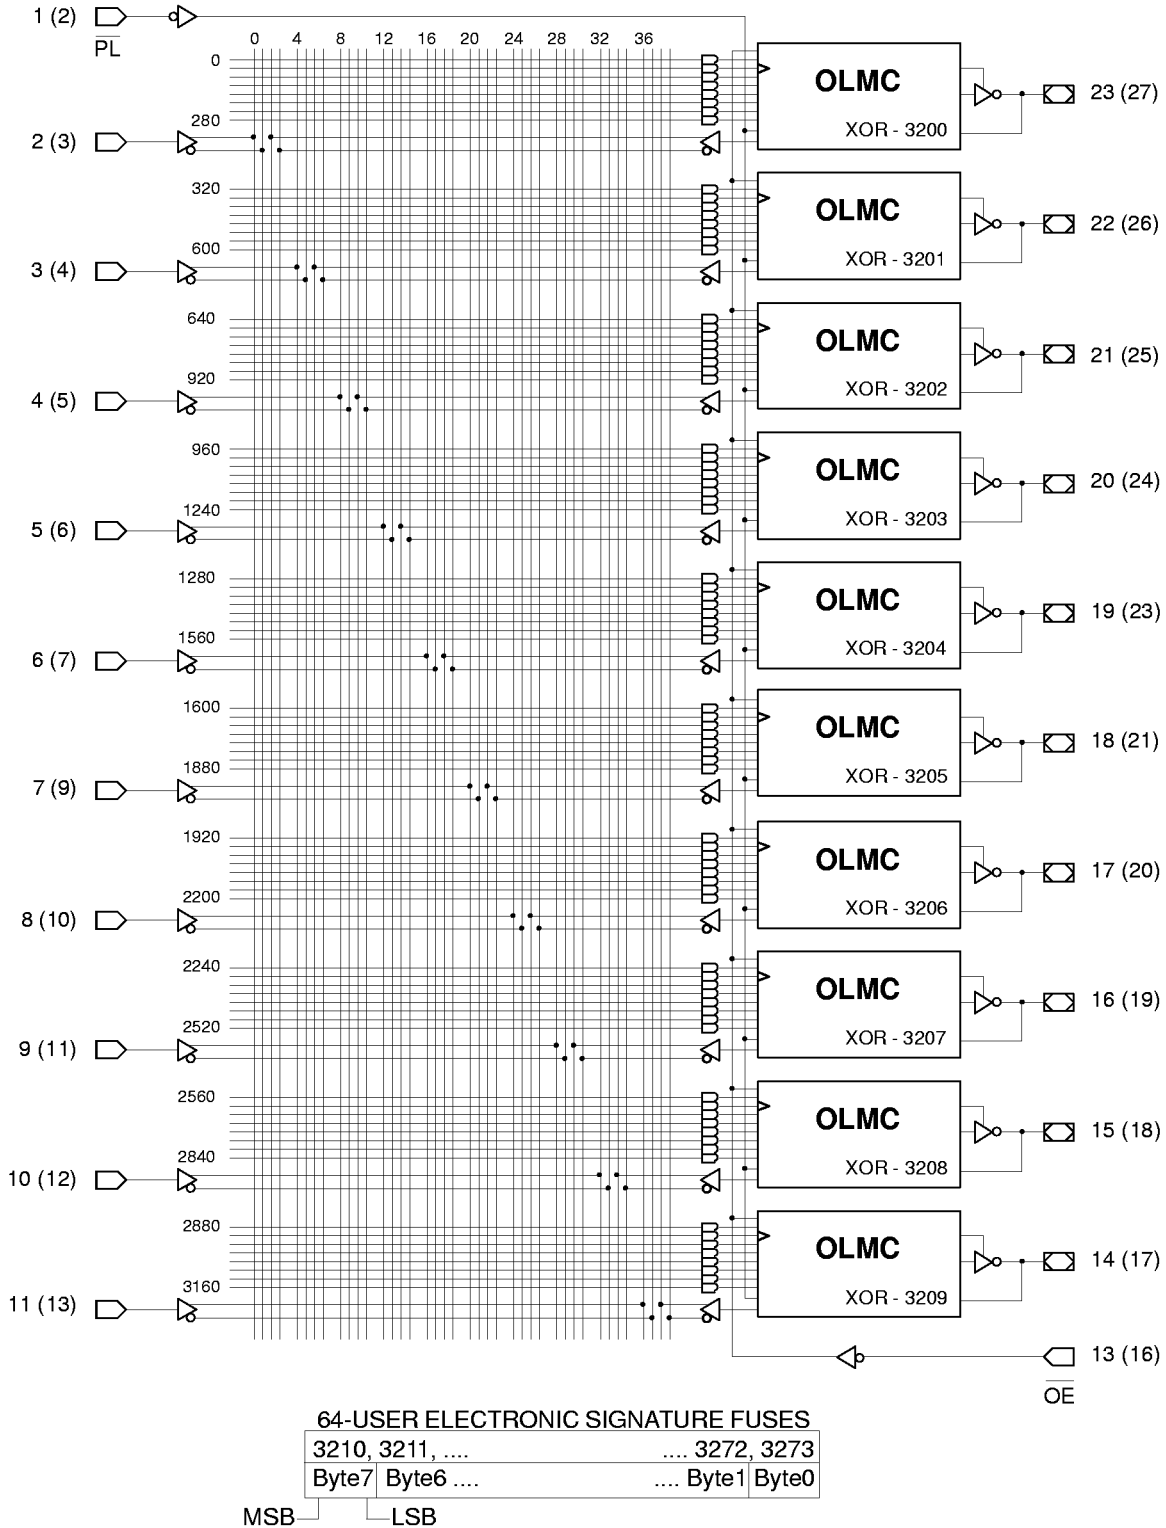 1 (2)
PL
0 4 8 12 16 20 24 28 32 36
0
280
OLMC
XOR - 3200
23 (27)
2 (3)
320
600
OLMC
XOR - 3201
22 (26)
3 (4)
640
920
OLMC
XOR - 3202
21 (25)
4 (5)
960
1240
OLMC
XOR - 3203
20 (24)
5 (6)
1280
1560
OLMC
XOR - 3204
19 (23)
6 (7)
1600
1880
OLMC
XOR - 3205
18 (21)
7 (9)
1920
2200
OLMC
XOR - 3206
17 (20)
8 (10)
2240
2520
OLMC
XOR - 3207
16 (19)
9 (11)
2560
2840
OLMC
XOR - 3208
15 (18)
10 (12)
2880
3160
OLMC
XOR - 3209
14 (17)
11 (13)
13 (16)
OE
64-USER ELECTRONIC SIGNATURE FUSES
3210, 3211, .... .... 3272, 3273
Byte7 Byte6 .... .... Byte1 Byte0
MSB LSB